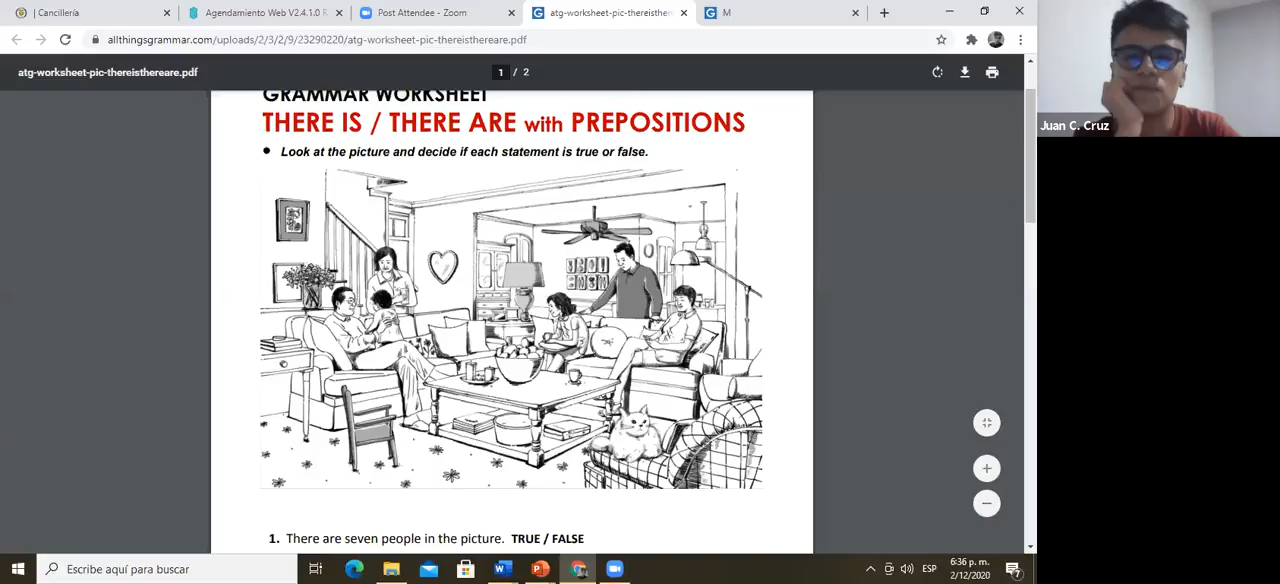 | Cancillería
Agendamiento Web V2.4.1.0 R
Post Attendee - Zoom
atg-worksheet-pic-thereisther
M
allthingsgrammar.com/uploads/2/3/2/9/23290220/atg-worksheet-pic-thereisthereare.pdf
atg-worksheet-pic-thereisthereare.pdf
1 / 2
GRAMMAR WORKSHEET
THERE IS / THERE ARE with PREPOSITIONS
• Look at the picture and decide if each statement is true or false.
1. There are seven people in the picture. TRUE / FALSE
Juan C. Cruz
Escribe aquí para buscar
ESP
6:36 p. m.
2/12/2020
7